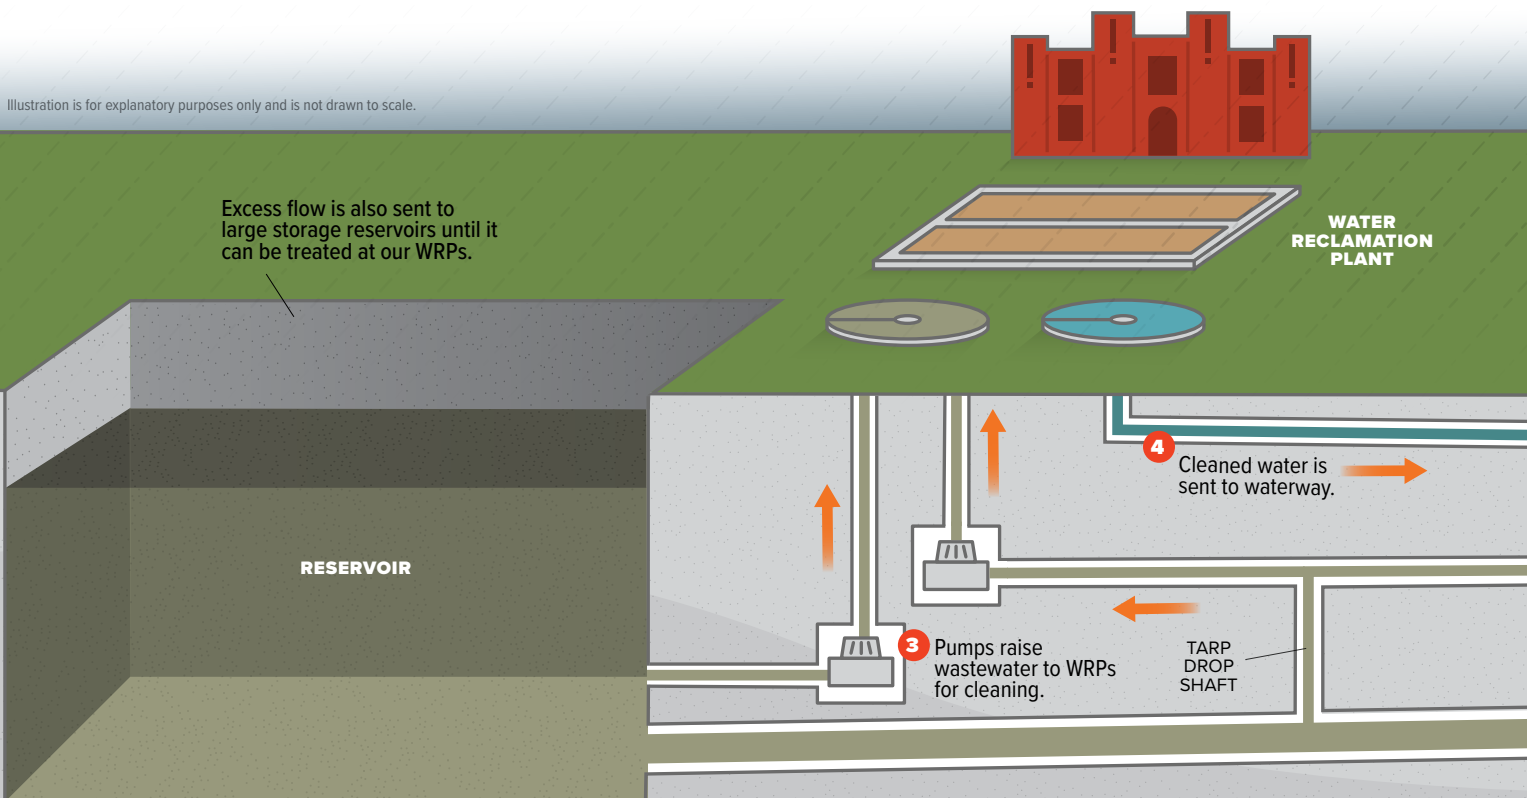 Illustration is for explanatory purposes only and is not drawn to scale.
Excess flow is also sent to
large storage reservoirs until it
can be treated at our WRPs.
WATER
RECLAMATION
PLANT
RESERVOIR
4
Cleaned water is
sent to waterway.
3
Pumps raise
wastewater to WRPs
for cleaning.
TARP
DROP
SHAFT